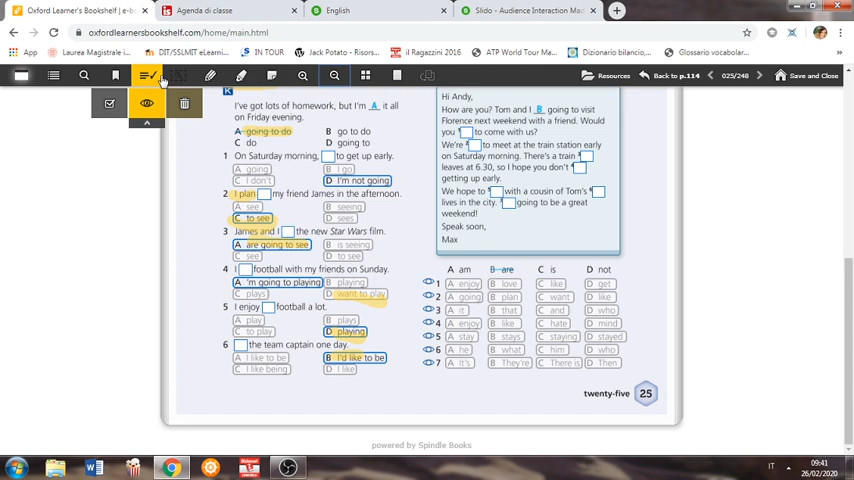 Oxford Learner's Bookshelf | e-bo
Agenda di classe
English
Slido - Audience Interaction Mad
oxfordlearnersbookshelf.com/home/main.html
App
Laurea Magistrale i...
DIT/SSLMIT eLearni...
IN TOUR
Jack Potato - Risors...
il Ragazzini 2016
ATP World Tour Ma...
Dizionario bilancio,...
Glossario vocabolar...
Resources
Back to p.114
025/248
Save and Close
K
I've got lots of homework, but I'm A it all
on Friday evening.
A going to do B go to do
C do D going to
1 On Saturday morning, to get up early.
A going B I go
C I don't D I'm not going
2 I plan my friend James in the afternoon.
A see B seeing
C to see D sees
3 James and I the new Star Wars film.
A are going to see B is seeing
C see D to see
4 I football with my friends on Sunday.
A 'm going to playing B playing
C plays D want to play
5 I enjoy football a lot.
A play B plays
C to play D playing
6 the team captain one day.
A I like to be B I'd like to be
C I like being D I like
Hi Andy,
How are you? Tom and I B going to visit
Florence next weekend with a friend. Would
you 1 to come with us?
We're 2 to meet at the train station early
on Saturday morning. There's a train 3
leaves at 6.30, so I hope you don't 4
getting up early.
We hope to 5 with a cousin of Tom's 6
lives in the city. 7 going to be a great
weekend!
Speak soon,
Max
A am B are C is D not
1 A enjoy B love C like D get
2 A going B plan C want D like
3 A it B that C and D who
4 A enjoy B like C hate D mind
5 A stay B stays C staying D stayed
6 A he B what C him D who
7 A It's B They're C There is D Then
twenty-five 25
powered by Spindle Books
IT
09:41
26/02/2020